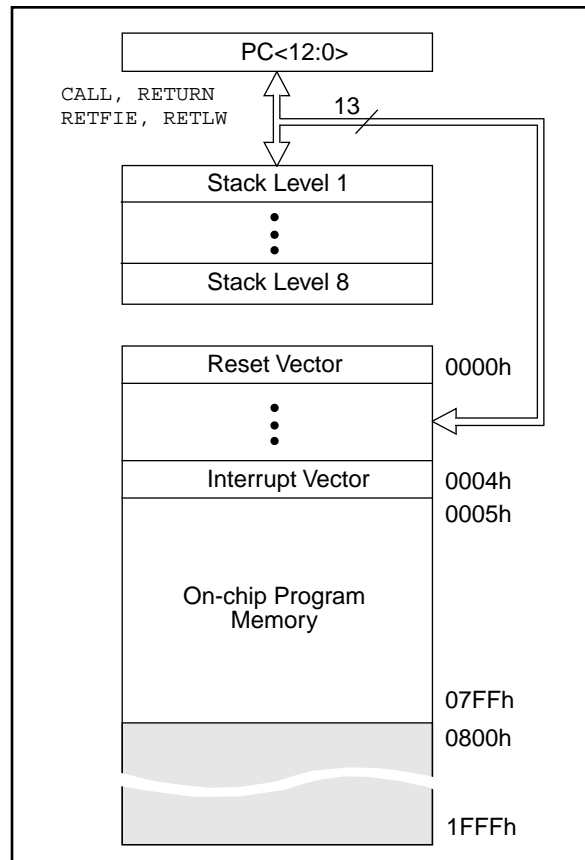 PC<12:0>
CALL, RETURN
RETFIE, RETLW
13
Stack Level 1
Stack Level 8
Reset Vector
0000h
Interrupt Vector
0004h
0005h
On-chip Program
Memory
07FFh
0800h
1FFFh